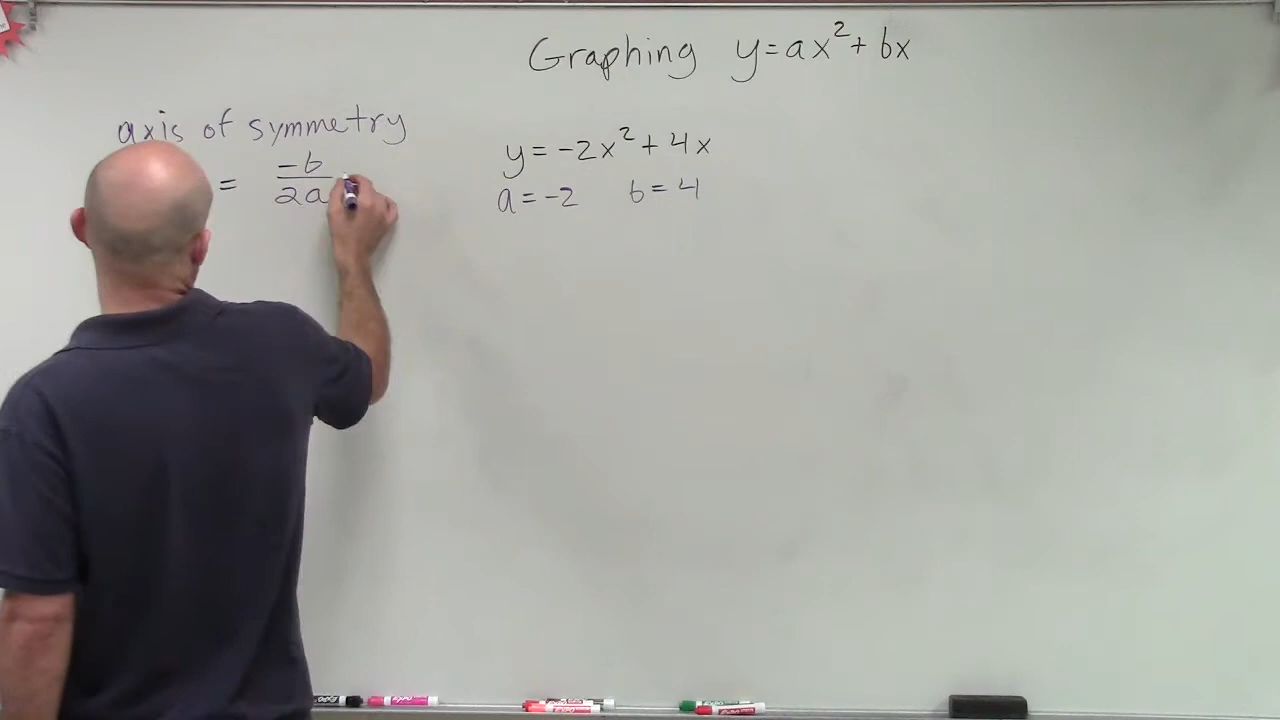 Graphing y=ax²+bx
axis of symmetry
= -b/2a
y=-2x²+4x
a=-2 b=4